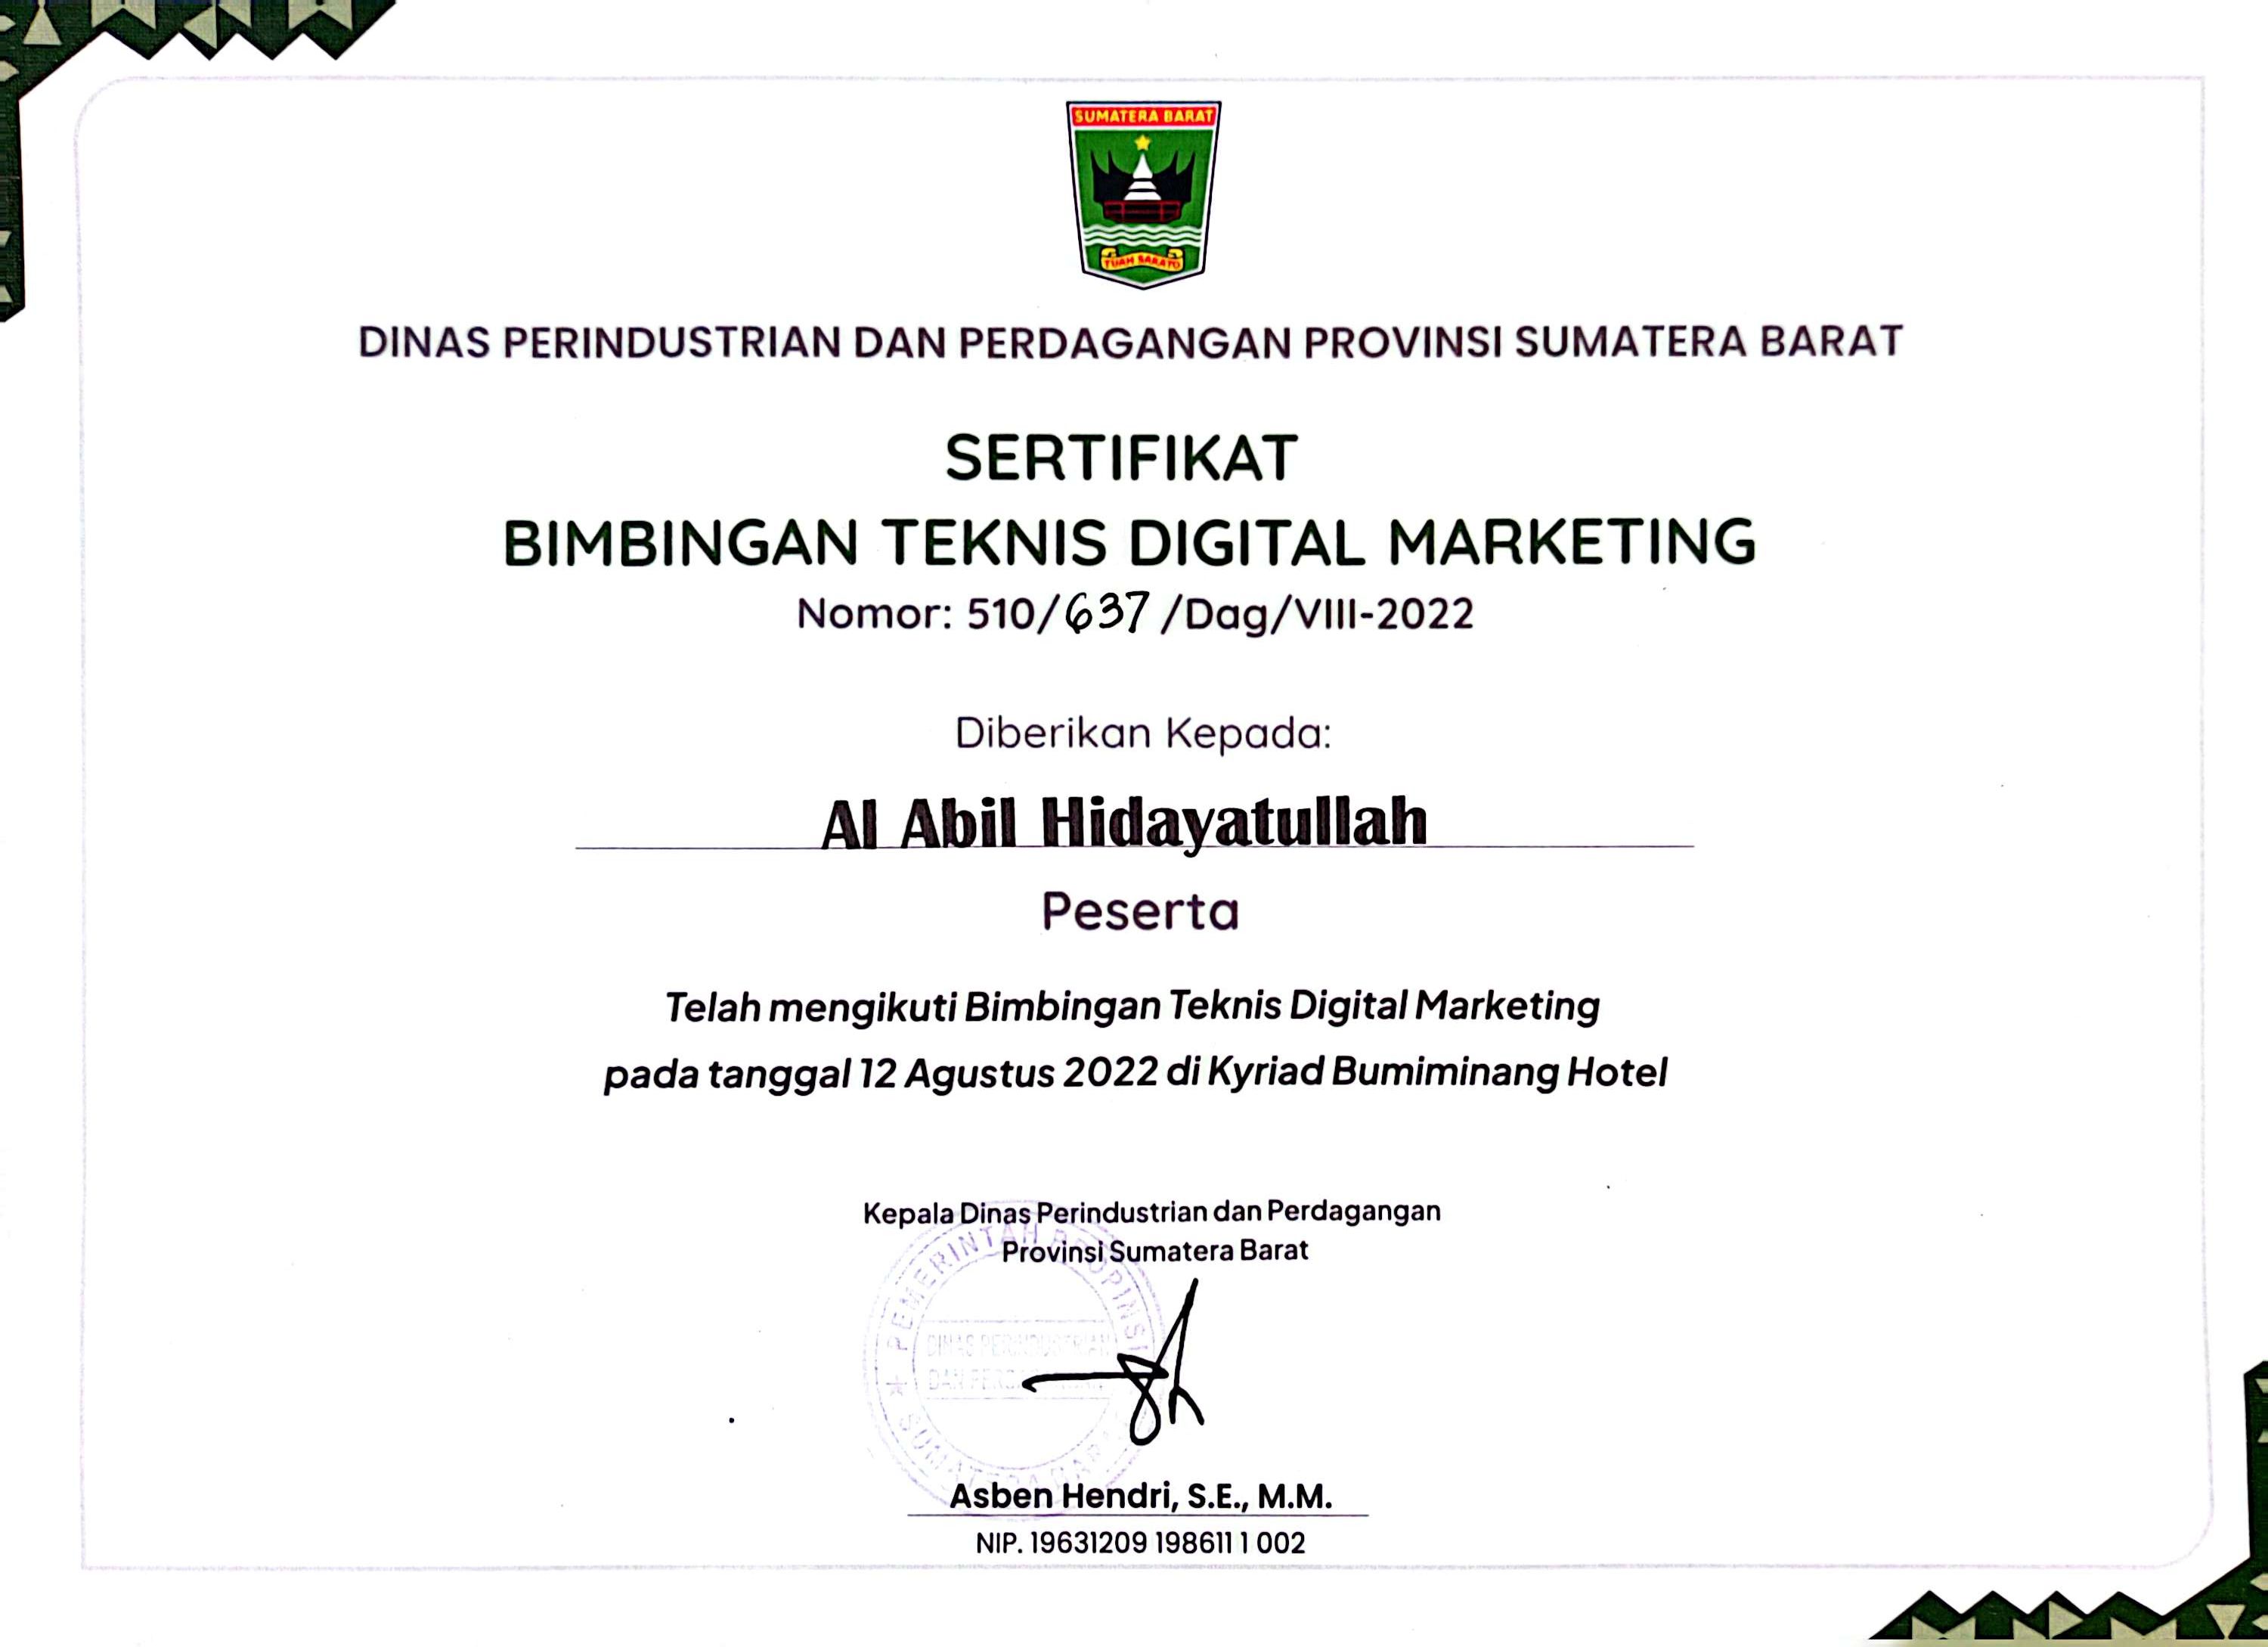 SUMATERA BARAT
TUAH SAKATO
DINAS PERINDUSTRIAN DAN PERDAGANGAN PROVINSI SUMATERA BARAT
SERTIFIKAT
BIMBINGAN TEKNIS DIGITAL MARKETING
Nomor: 510/637/Dag/VIII-2022
Diberikan Kepada:
Al Abil Hidayatullah
Peserta
Telah mengikuti Bimbingan Teknis Digital Marketing
pada tanggal 12 Agustus 2022 di Kyriad Bumiminang Hotel
Kepala Dinas Perindustrian dan Perdagangan
Provinsi Sumatera Barat
PEMERINTAH PROPINSI
DINAS PERINDUSTRIAN
DAN
SUMATERA BARAT
Asben Hendri, S.E., M.M.
NIP. 19631209 198611 1 002